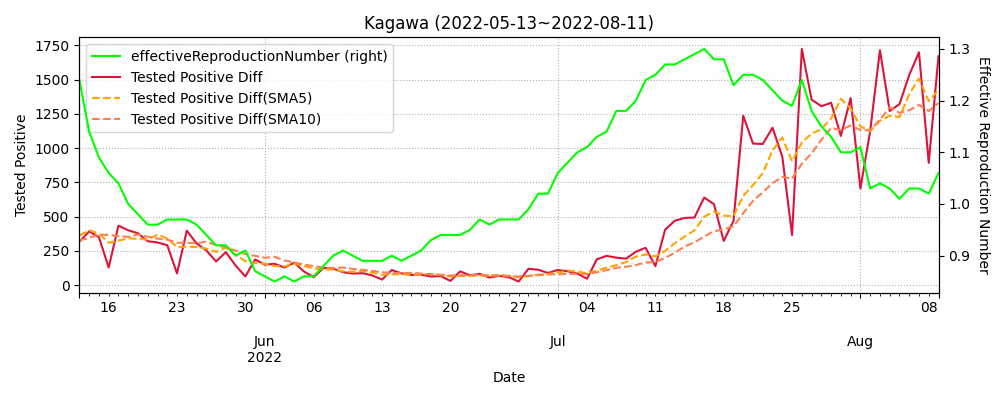 Kagawa (2022-05-13~2022-08-11)
effectiveReproductionNumber (right)
Tested Positive Diff
Tested Positive Diff(SMA5)
Tested Positive Diff(SMA10)
Tested Positive
1750
1500
1250
1000
750
500
250
0
1.3
1.2
1.1
1.0
0.9
Effective Reproduction Number
16 23 30 06 13 20 27 04 11 18 25 08
Jun Jul Aug
2022
Date